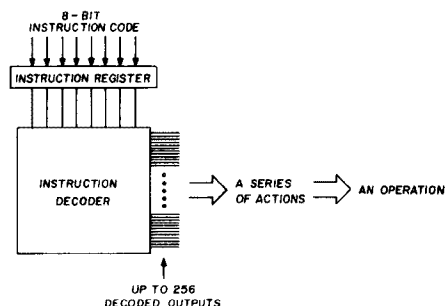 8-BIT
INSTRUCTION CODE
INSTRUCTION REGISTER
INSTRUCTION
DECODER
A SERIES
OF ACTIONS
AN OPERATION
UP TO 256
DECODED OUTPUTS